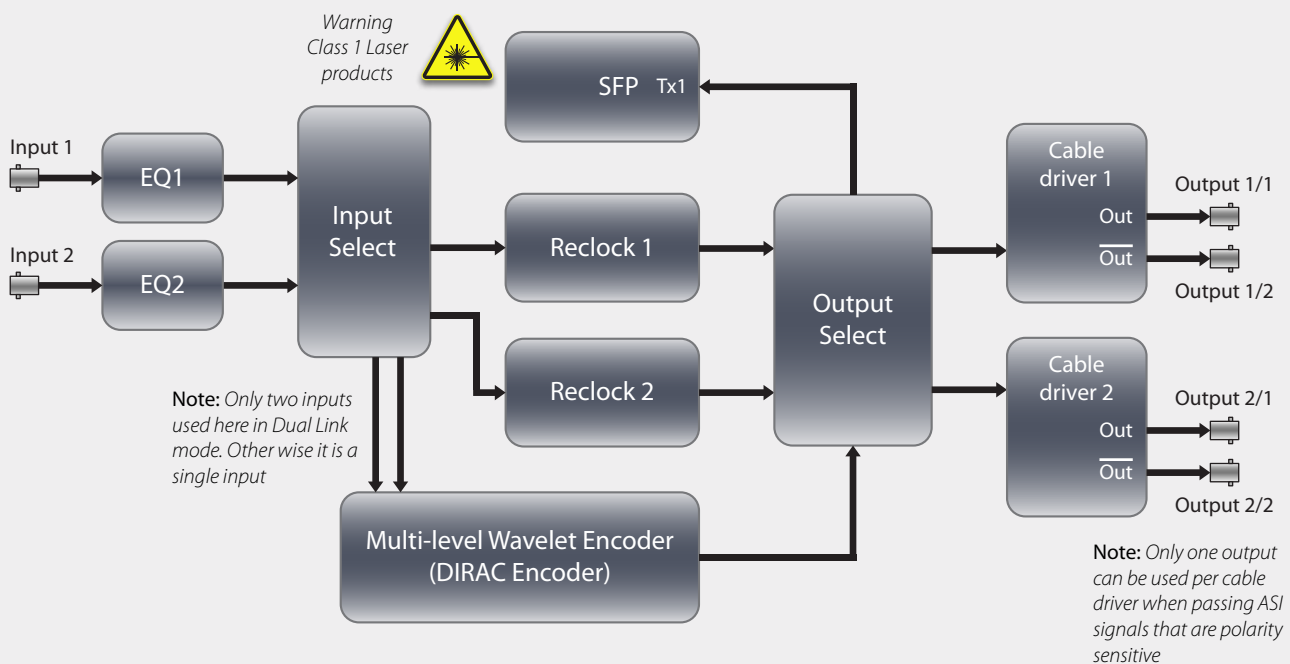 Warning
Class 1 Laser
products
SFP Tx1
Input 1
EQ1
Input 2
EQ2
Input
Select
Reclock 1
Reclock 2
Output
Select
Cable
driver 1
Out
Out
Output 1/1
Output 1/2
Cable
driver 2
Out
Out
Output 2/1
Output 2/2
Note: Only two inputs
used here in Dual Link
mode. Other wise it is a
single input
Multi-level Wavelet Encoder
(DIRAC Encoder)
Note: Only one output
can be used per cable
driver when passing ASI
signals that are polarity
sensitive